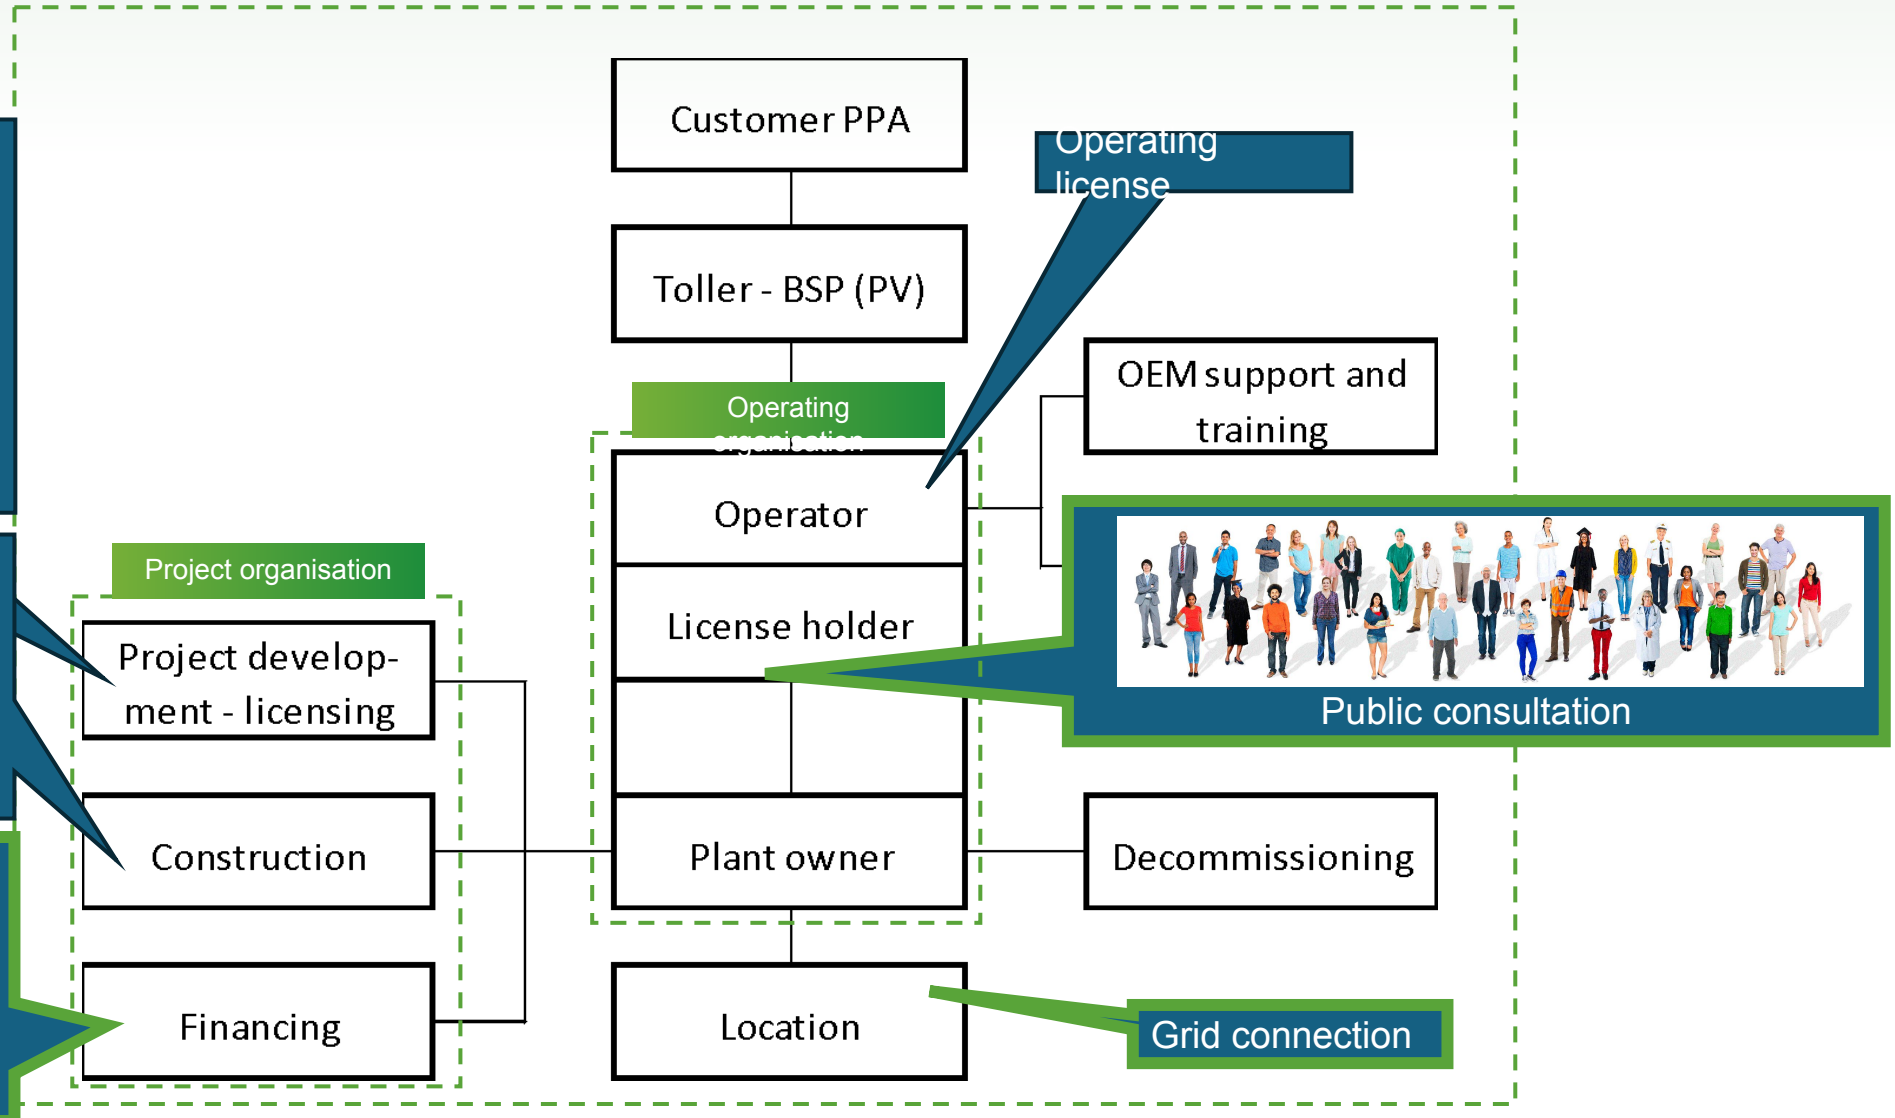 Customer PPA
Operating
license
Toller - BSP (PV)
OEM support and
training
Operating
organisation
Operator
Project organisation
License holder
Project develop-
ment - licensing
Public consultation
Construction
Plant owner
Decommissioning
Financing
Location
Grid connection